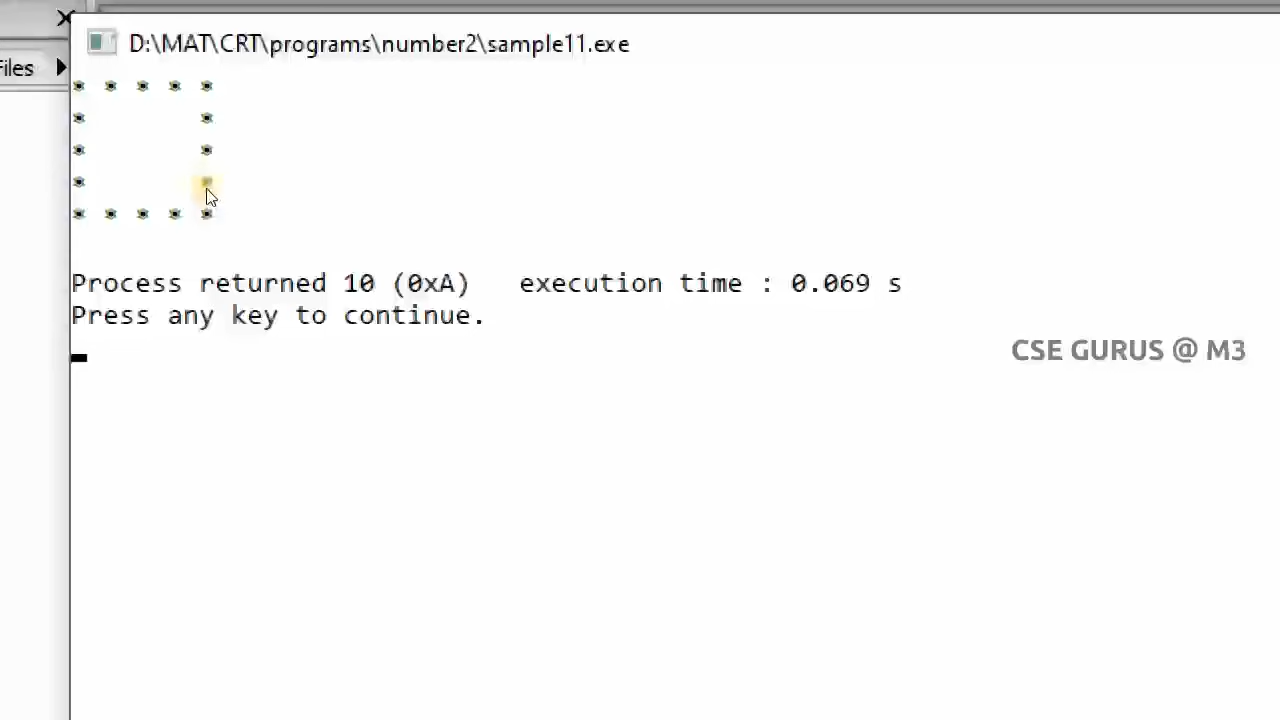 D:\MAT\CRT\programs\number2\sample11.exe
Files
* * * * *
*       *
*       *
*       *
* * * * *
Process returned 10 (0xA)   execution time : 0.069 s
Press any key to continue.
CSE GURUS @ M3